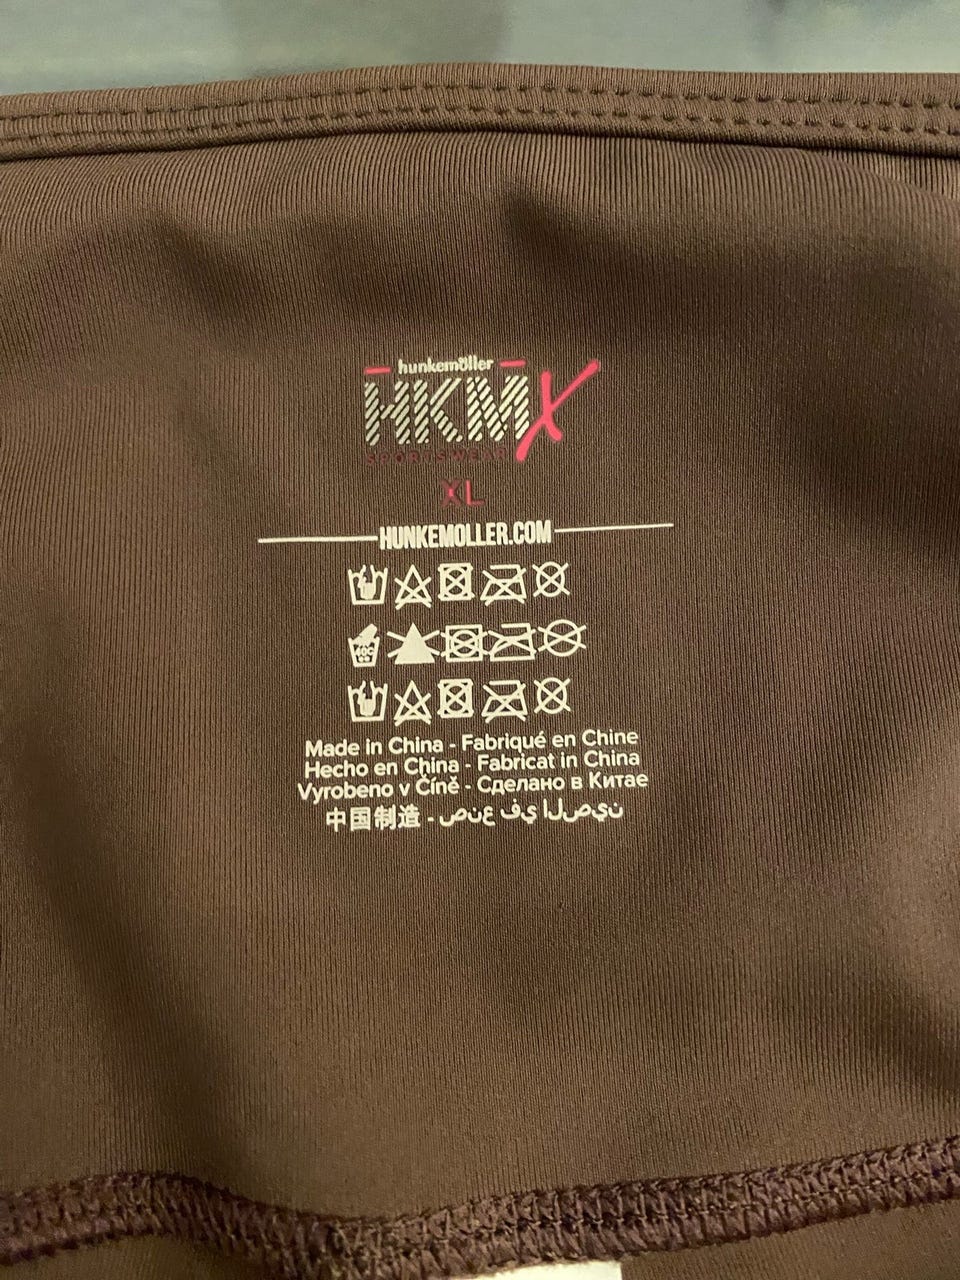 hunkemöller
HKMX
SPORTSWEAR
XL
HUNKEMOLLER.COM
40C
Made in China - Fabriqué en Chine
Hecho en China - Fabricat in China
Vyrobeno v Číně - Сделано в Китае
中国制造 - صنع في الصين